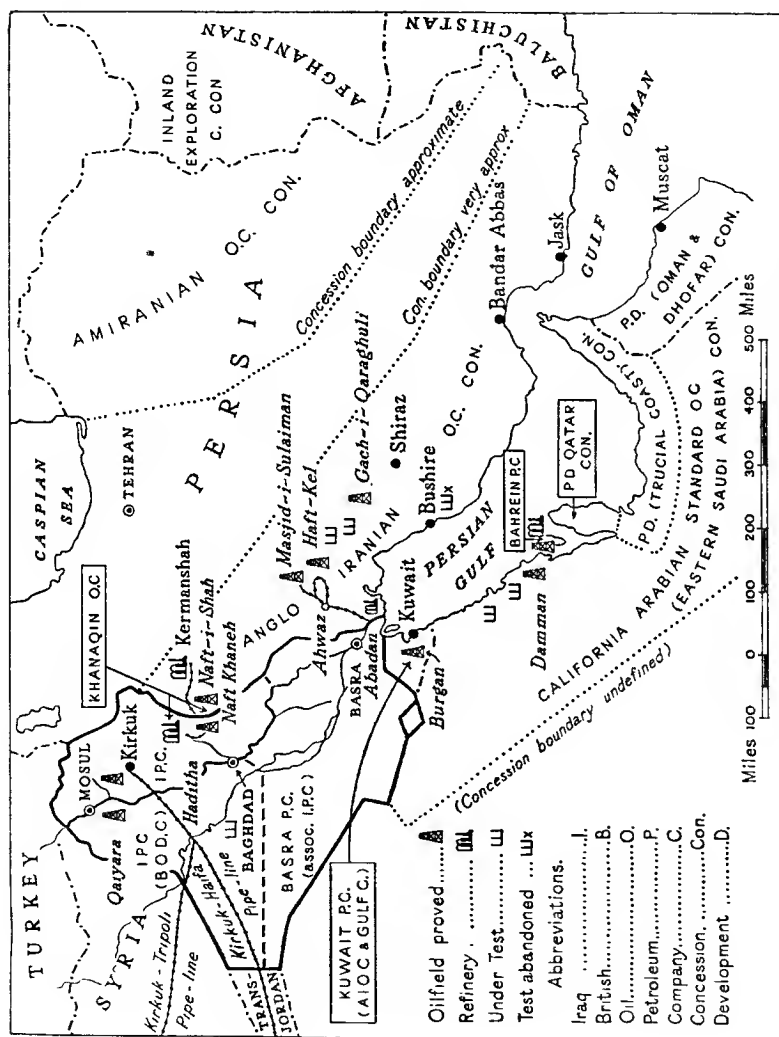 TURKEY
CASPIAN
SEA
INLAND
EXPLORATION
C. CON
AFGHANISTAN
BALUCHISTAN
SYRIA
MOSUL
Qaiyara
Kirkuk
I.P.C.
IPC
(B O D. C)
Haditha
Kirkuk-Tripoli
Pipe-line
Kirkuk-Haifa
Pipe-line
TRANS
JORDAN
BAGHDAD
KHANAQIN O.C
Kermanshah
Naft-i-Shah
Naft Khaneh
TEHRAN
PERSIA
AMIRANIAN O.C. CON.
Concession boundary approximate
Con. boundary very approx
ANGLO IRANIAN O.C. CON.
Masjid-i-Sulaiman
Haft-Kel
Gach-i-Qaraghuli
Ahwaz
Shiraz
BASRA
Abadan
BASRA P.C.
(assoc. I.P.C)
Kuwait
Burgan
KUWAIT P.C.
(A I O C & GULF C.)
Bushire
PERSIAN
GULF
Bandar Abbas
Jask
GULF OF OMAN
Muscat
BAHREIN P.C
PD QATAR
CON.
Damman
P.D. (TRUCIAL COAST) CON.
P.D. (OMAN &
DHOFAR) CON.
CALIFORNIA ARABIAN STANDARD OC
(EASTERN SAUDI ARABIA) CON.
(Concession boundary undefined)
Oilfield proved
Refinery
Under Test
Test abandoned
Abbreviations.
Iraq I.
British B.
Oil O.
Petroleum P.
Company C.
Concession Con.
Development D.
Miles 100 0 100 200 300 400 500 Miles